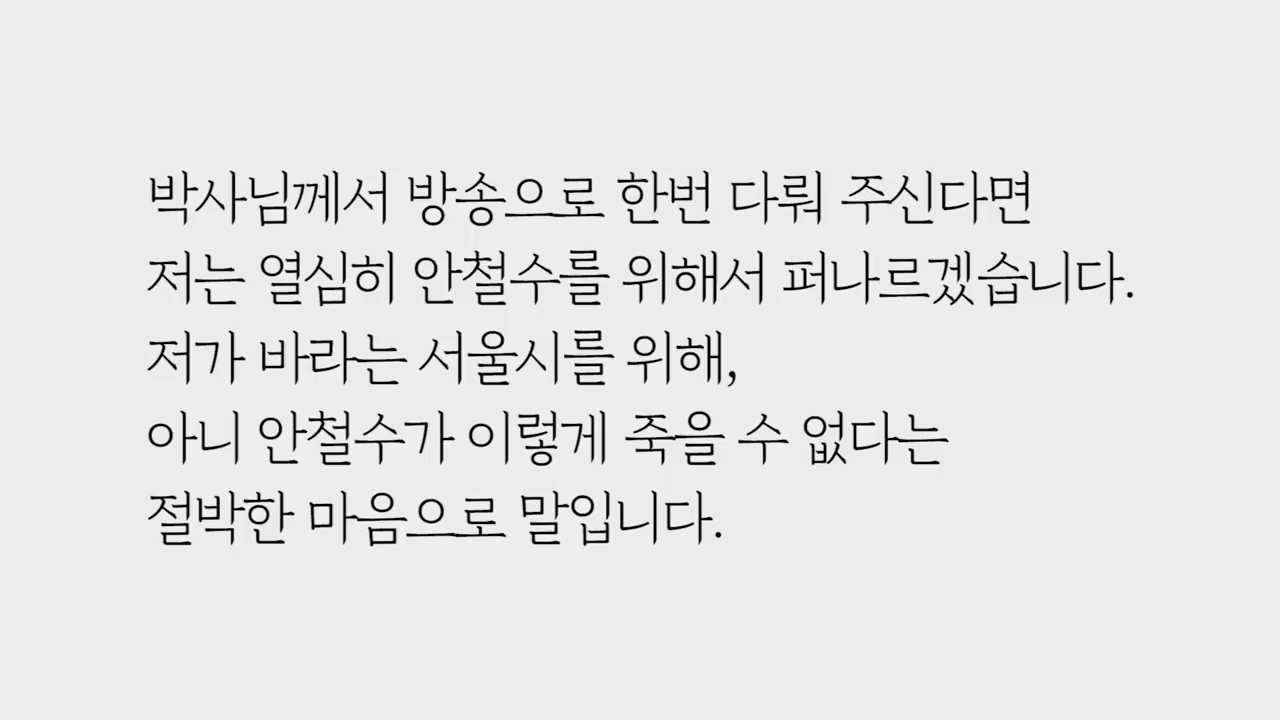 박사님께서 방송으로 한번 다뤄 주신다면
저는 열심히 안철수를 위해서 퍼나르겠습니다.
저가 바라는 서울시를 위해,
아니 안철수가 이렇게 죽을 수 없다는
절박한 마음으로 말입니다.